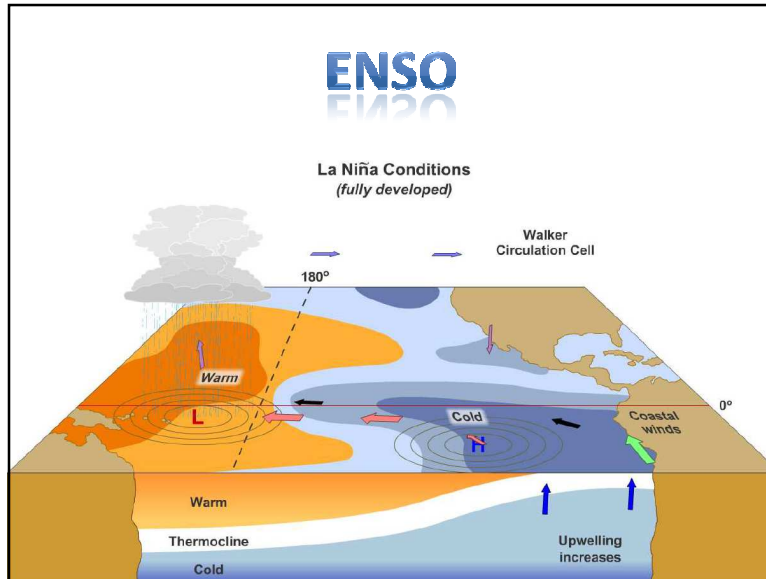 ENSO
La Niña Conditions
(fully developed)
Walker
Circulation Cell
180°
Warm
0°
L
Cold
H
Coastal
winds
Warm
Thermocline
Cold
Upwelling
increases